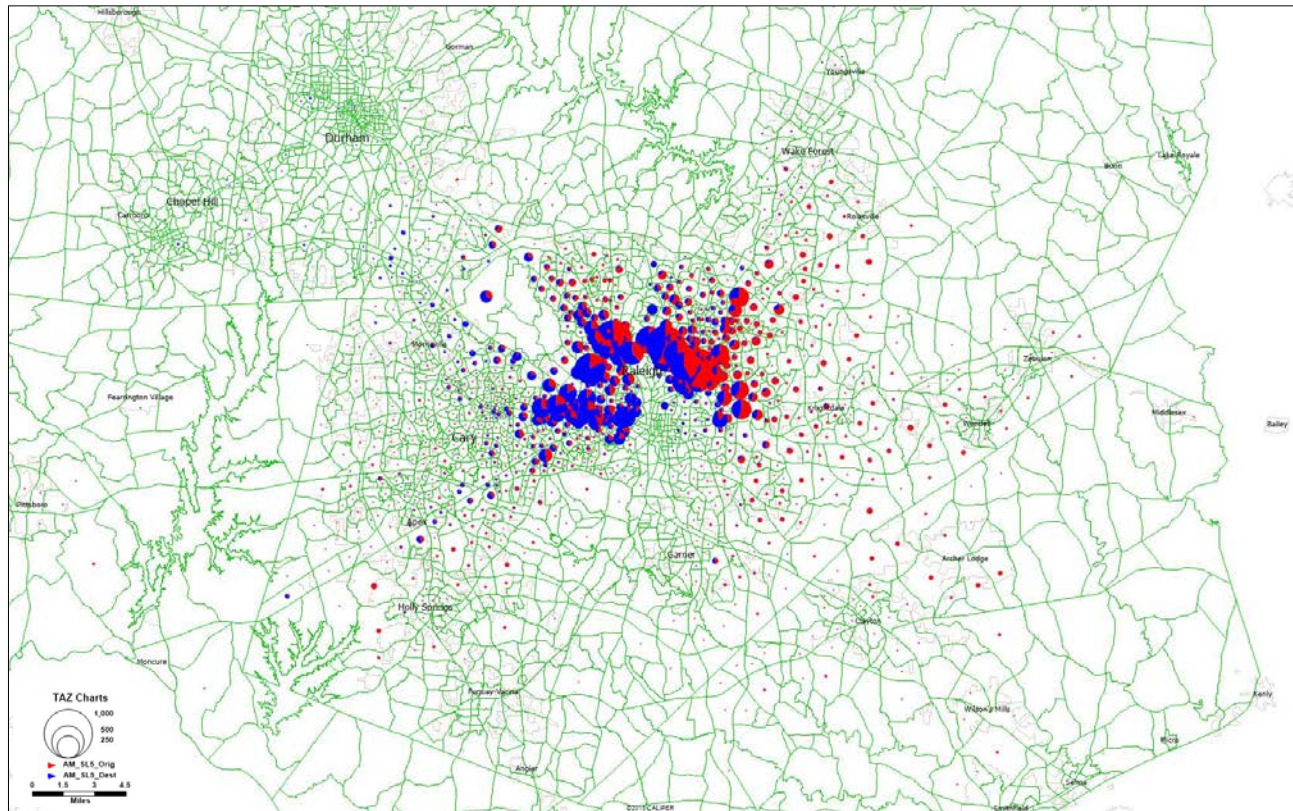 Hillsborough
Gorman
Youngsville
Durham
Wake Forest
Bunn
Lake Royale
Chapel Hill
Carrboro
Rolesville
Morrisville
Raleigh
Zebulon
Fearrington Village
Knightdale
Middlesex
Bailey
Wendell
Cary
Pittsboro
Apex
Garner
Archer Lodge
Holly Springs
Clayton
Moncure
Fuquay-Varina
Kenly
Wilson's Mills
Micro
Angier
Selma
TAZ Charts
1,000
500
250
AM_SL5_Orig
AM_SL5_Dest
0 1.5 3 4.5
Miles